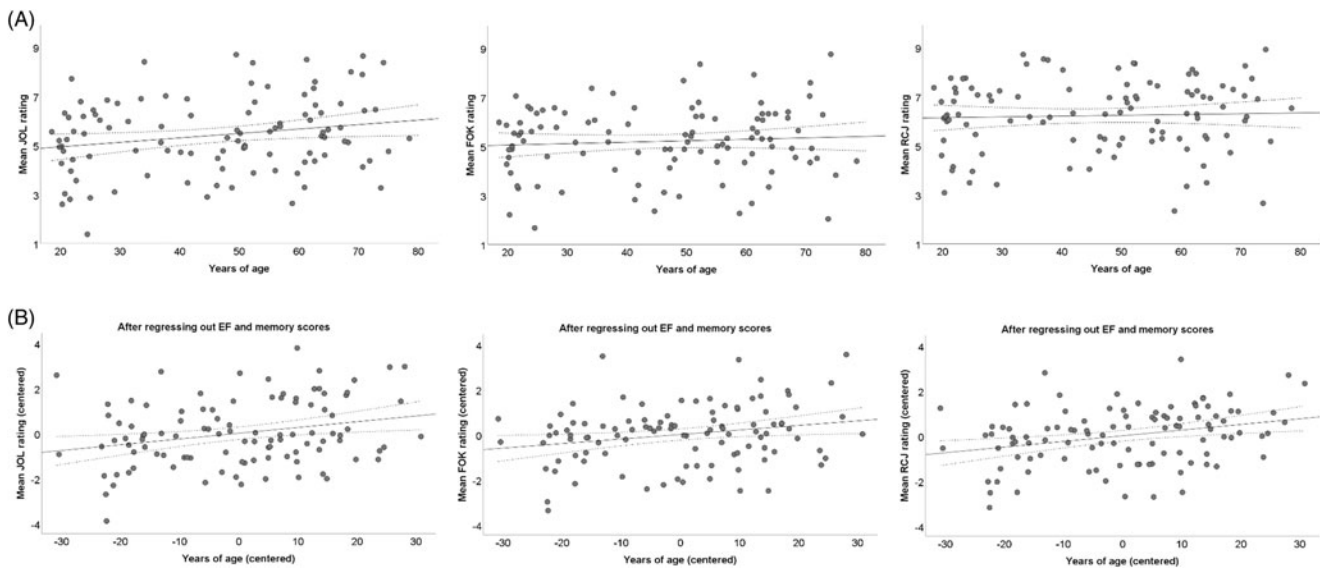 (A)
9
7
5
3
1
Mean JOL rating
20 30 40 50 60 70 80
Years of age
9
7
5
3
1
Mean FOK rating
20 30 40 50 60 70 80
Years of age
9
7
5
3
1
Mean RCJ rating
20 30 40 50 60 70 80
Years of age
(B)
After regressing out EF and memory scores
4
2
0
-2
-4
Mean JOL rating (centered)
-30 -20 -10 0 10 20 30
Years of age (centered)
After regressing out EF and memory scores
4
2
0
-2
-4
Mean FOK rating (centered)
-30 -20 -10 0 10 20 30
Years of age (centered)
After regressing out EF and memory scores
4
2
0
-2
-4
Mean RCJ rating (centered)
-30 -20 -10 0 10 20 30
Years of age (centered)